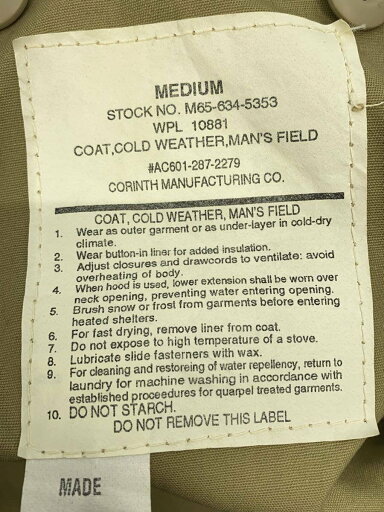 MEDIUM
STOCK NO. M65-634-5353
WPL 10881
COAT,COLD WEATHER,MAN'S FIELD
#AC601-287-2279
CORINTH MANUFACTURING CO.
COAT, COLD WEATHER, MAN'S FIELD
1. Wear as outer garment or as under-layer in cold-dry
climate.
2. Wear button-in liner for added insulation.
3. Adjust closures and drawcords to ventilate: avoid
overheating of body.
4. When hood is used, lower extension shall be worn over
neck opening, preventing water entering opening.
5. Brush snow or frost from garments before entering
heated shelters.
6. For fast drying, remove liner from coat.
7. Do not expose to high temperature of a stove.
8. Lubricate slide fasteners with wax.
9. For cleaning and restoreing of water repellency, return to
laundry for machine washing in accordance with
established proceedures for quarpel treated garments.
10. DO NOT STARCH.
DO NOT REMOVE THIS LABEL
MADE